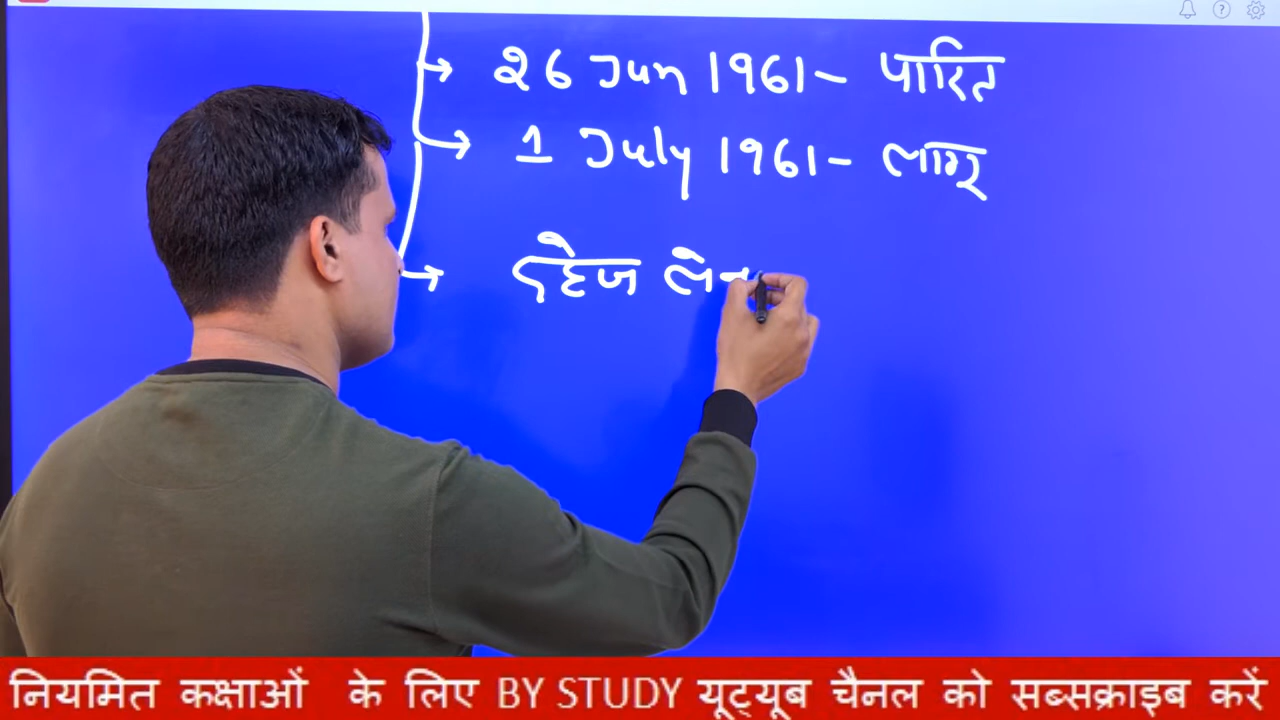 26 Jun 1961- पारित
1 July 1961- लागू
दहेज लेन
नियमित कक्षाओं के लिए BY STUDY यूट्यूब चैनल को सब्सक्राइब करें